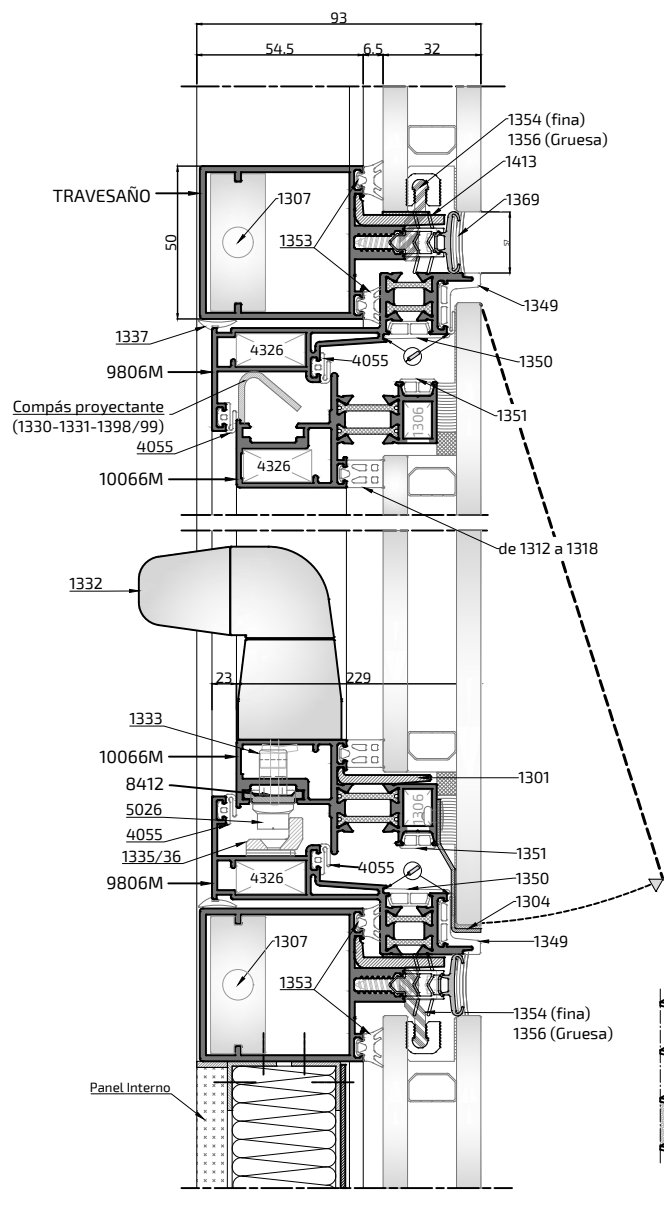 93
54.5 6.5 32
1354 (fina)
1356 (Gruesa)
1413
TRAVESAÑO
1307
1369
50
1353
1349
1337
4326
4055
1350
9806M
Compás proyectante
(1330-1331-1398/99)
1351
1306
4055
4326
10066M
de 1312 a 1318
1332
23 229
1333
10066M
1301
8412
1306
5026
4055
1351
1335/36
4055
1350
9806M
4326
1304
1307
1349
1353
1354 (fina)
1356 (Gruesa)
Panel Interno